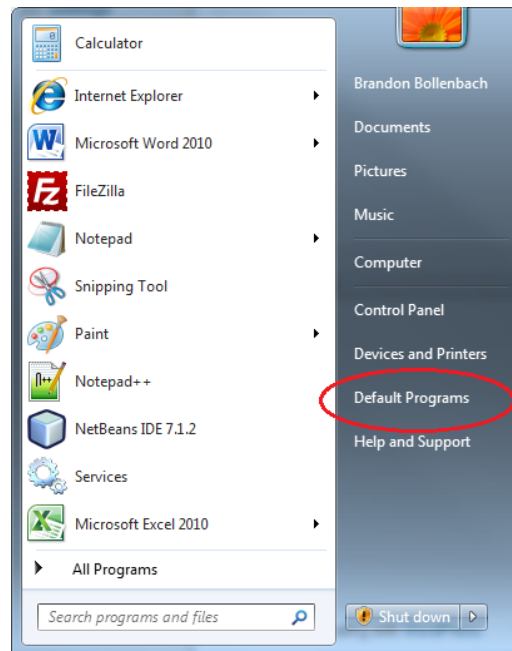 Calculator
Internet Explorer
Microsoft Word 2010
FileZilla
Notepad
Snipping Tool
Paint
Notepad++
NetBeans IDE 7.1.2
Services
Microsoft Excel 2010
All Programs
Search programs and files
Brandon Bollenbach
Documents
Pictures
Music
Computer
Control Panel
Devices and Printers
Default Programs
Help and Support
Shut down